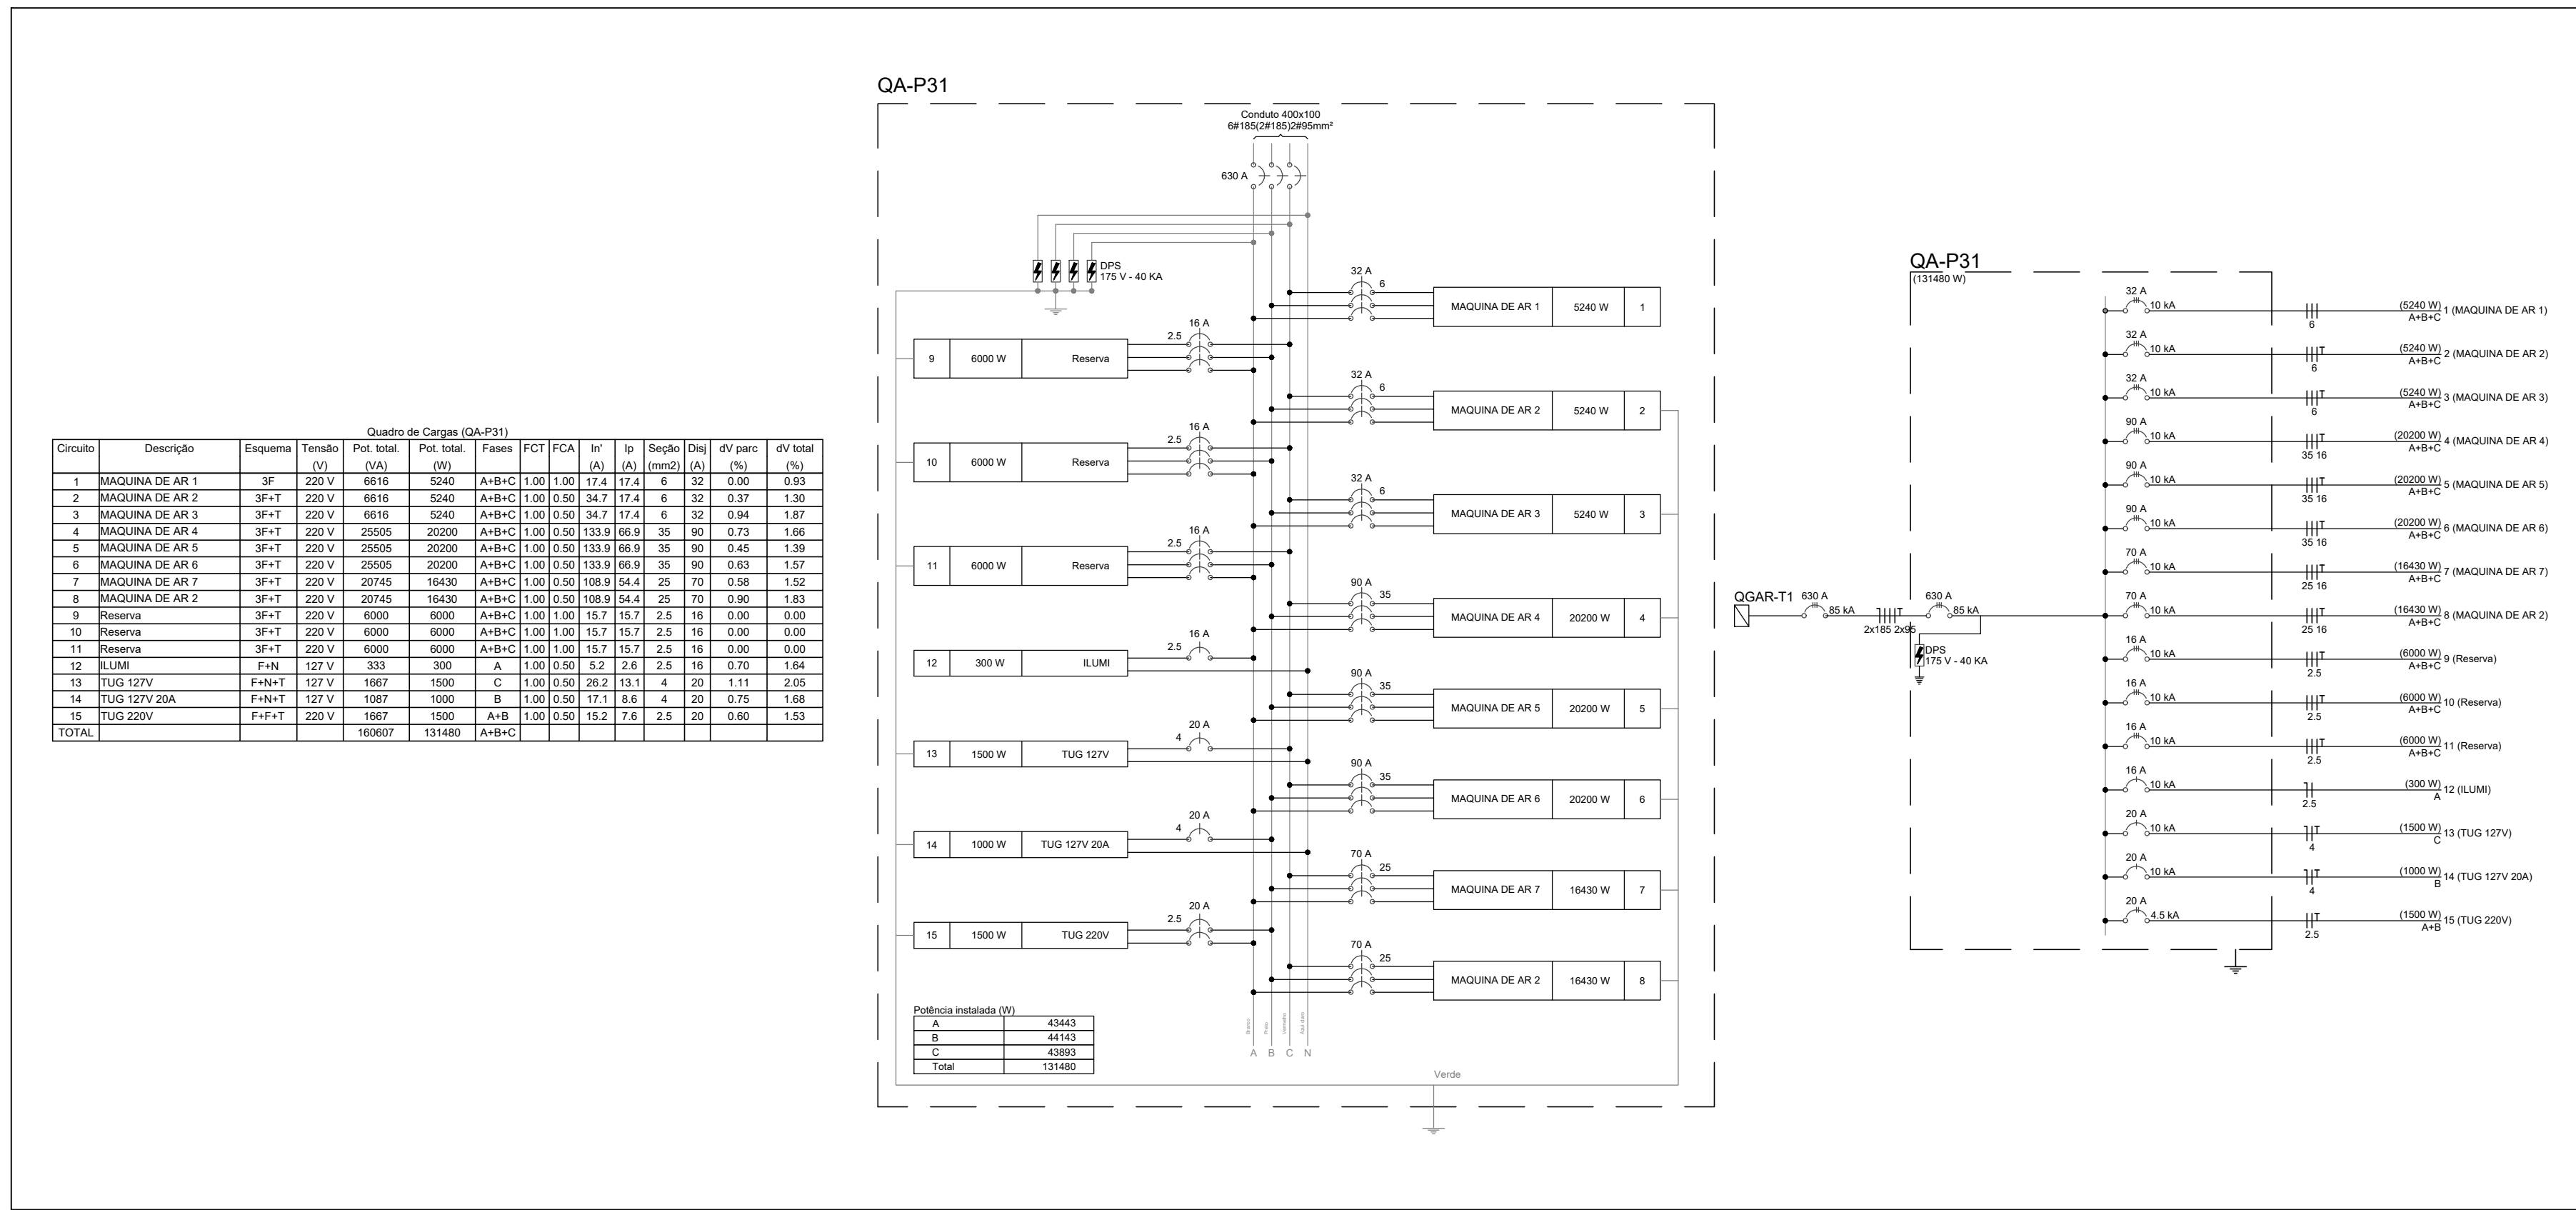 Quadro de Cargas (QA-P31)
Circuito Descrição Esquema Tensão (V) Pot. total. (VA) Pot. total. (W) Fases FCT FCA In' (A) Ip (A) Seção (mm2) Disj (A) dV parc (%) dV total (%)
1 MAQUINA DE AR 1 3F 220 V 6616 5240 A+B+C 1.00 1.00 17.4 17.4 6 32 0.00 0.93
2 MAQUINA DE AR 2 3F+T 220 V 6616 5240 A+B+C 1.00 0.50 34.7 17.4 6 32 0.37 1.30
3 MAQUINA DE AR 3 3F+T 220 V 6616 5240 A+B+C 1.00 0.50 34.7 17.4 6 32 0.94 1.87
4 MAQUINA DE AR 4 3F+T 220 V 25505 20200 A+B+C 1.00 0.50 133.9 66.9 35 90 0.73 1.66
5 MAQUINA DE AR 5 3F+T 220 V 25505 20200 A+B+C 1.00 0.50 133.9 66.9 35 90 0.45 1.39
6 MAQUINA DE AR 6 3F+T 220 V 25505 20200 A+B+C 1.00 0.50 133.9 66.9 35 90 0.63 1.57
7 MAQUINA DE AR 7 3F+T 220 V 20745 16430 A+B+C 1.00 0.50 108.9 54.4 25 70 0.58 1.52
8 MAQUINA DE AR 2 3F+T 220 V 20745 16430 A+B+C 1.00 0.50 108.9 54.4 25 70 0.90 1.83
9 Reserva 3F+T 220 V 6000 6000 A+B+C 1.00 1.00 15.7 15.7 2.5 16 0.00 0.00
10 Reserva 3F+T 220 V 6000 6000 A+B+C 1.00 1.00 15.7 15.7 2.5 16 0.00 0.00
11 Reserva 3F+T 220 V 6000 6000 A+B+C 1.00 1.00 15.7 15.7 2.5 16 0.00 0.00
12 ILUMI F+N 127 V 333 300 A 1.00 0.50 5.2 2.6 2.5 16 0.70 1.64
13 TUG 127V F+N+T 127 V 1667 1500 C 1.00 0.50 26.2 13.1 4 20 1.11 2.05
14 TUG 127V 20A F+N+T 127 V 1087 1000 B 1.00 0.50 17.1 8.6 4 20 0.75 1.68
15 TUG 220V F+F+T 220 V 1667 1500 A+B 1.00 0.50 15.2 7.6 2.5 20 0.60 1.53
TOTAL 160607 131480 A+B+C
QA-P31
Conduto 400x100
6#185(2#185)2#95mm²
630 A
DPS
175 V - 40 KA
32 A
6
MAQUINA DE AR 1 5240 W 1
16 A
2.5
9 6000 W Reserva
32 A
6
MAQUINA DE AR 2 5240 W 2
16 A
2.5
10 6000 W Reserva
32 A
6
MAQUINA DE AR 3 5240 W 3
16 A
2.5
11 6000 W Reserva
90 A
35
MAQUINA DE AR 4 20200 W 4
16 A
2.5
12 300 W ILUMI
90 A
35
MAQUINA DE AR 5 20200 W 5
20 A
4
13 1500 W TUG 127V
90 A
35
MAQUINA DE AR 6 20200 W 6
20 A
4
14 1000 W TUG 127V 20A
70 A
25
MAQUINA DE AR 7 16430 W 7
20 A
2.5
15 1500 W TUG 220V
70 A
25
MAQUINA DE AR 2 16430 W 8
Potência instalada (W)
A 43443
B 44143
C 43893
Total 131480
Branco Preto Vermelho Azul claro
A B C N
Verde
QA-P31
(131480 W)
QGAR-T1
630 A
85 kA
2x185 2x95
630 A
85 kA
DPS
175 V - 40 KA
32 A
10 kA
6
(5240 W)
A+B+C
1 (MAQUINA DE AR 1)
32 A
10 kA
6
(5240 W)
A+B+C
2 (MAQUINA DE AR 2)
32 A
10 kA
6
(5240 W)
A+B+C
3 (MAQUINA DE AR 3)
90 A
10 kA
35 16
(20200 W)
A+B+C
4 (MAQUINA DE AR 4)
90 A
10 kA
35 16
(20200 W)
A+B+C
5 (MAQUINA DE AR 5)
90 A
10 kA
35 16
(20200 W)
A+B+C
6 (MAQUINA DE AR 6)
70 A
10 kA
25 16
(16430 W)
A+B+C
7 (MAQUINA DE AR 7)
70 A
10 kA
25 16
(16430 W)
A+B+C
8 (MAQUINA DE AR 2)
16 A
10 kA
2.5
(6000 W)
A+B+C
9 (Reserva)
16 A
10 kA
2.5
(6000 W)
A+B+C
10 (Reserva)
16 A
10 kA
2.5
(6000 W)
A+B+C
11 (Reserva)
16 A
10 kA
2.5
(300 W)
A
12 (ILUMI)
20 A
10 kA
4
(1500 W)
C
13 (TUG 127V)
20 A
10 kA
4
(1000 W)
B
14 (TUG 127V 20A)
20 A
4.5 kA
2.5
(1500 W)
A+B
15 (TUG 220V)